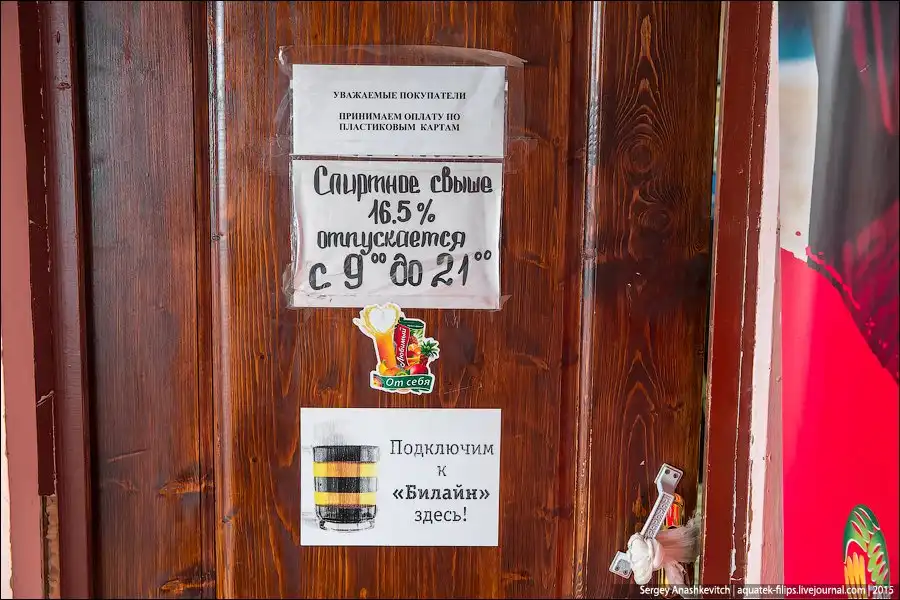 УВАЖАЕМЫЕ ПОКУПАТЕЛИ
ПРИНИМАЕМ ОПЛАТУ ПО
ПЛАСТИКОВЫМ КАРТАМ
Спиртное свыше
16.5%
отпускается
с 9⁰⁰ до 21⁰⁰
Любимый
От себя
Подключим
к
«Билайн»
здесь!
Sergey Anashkevitch | aquatek-filips.livejournal.com | 2015